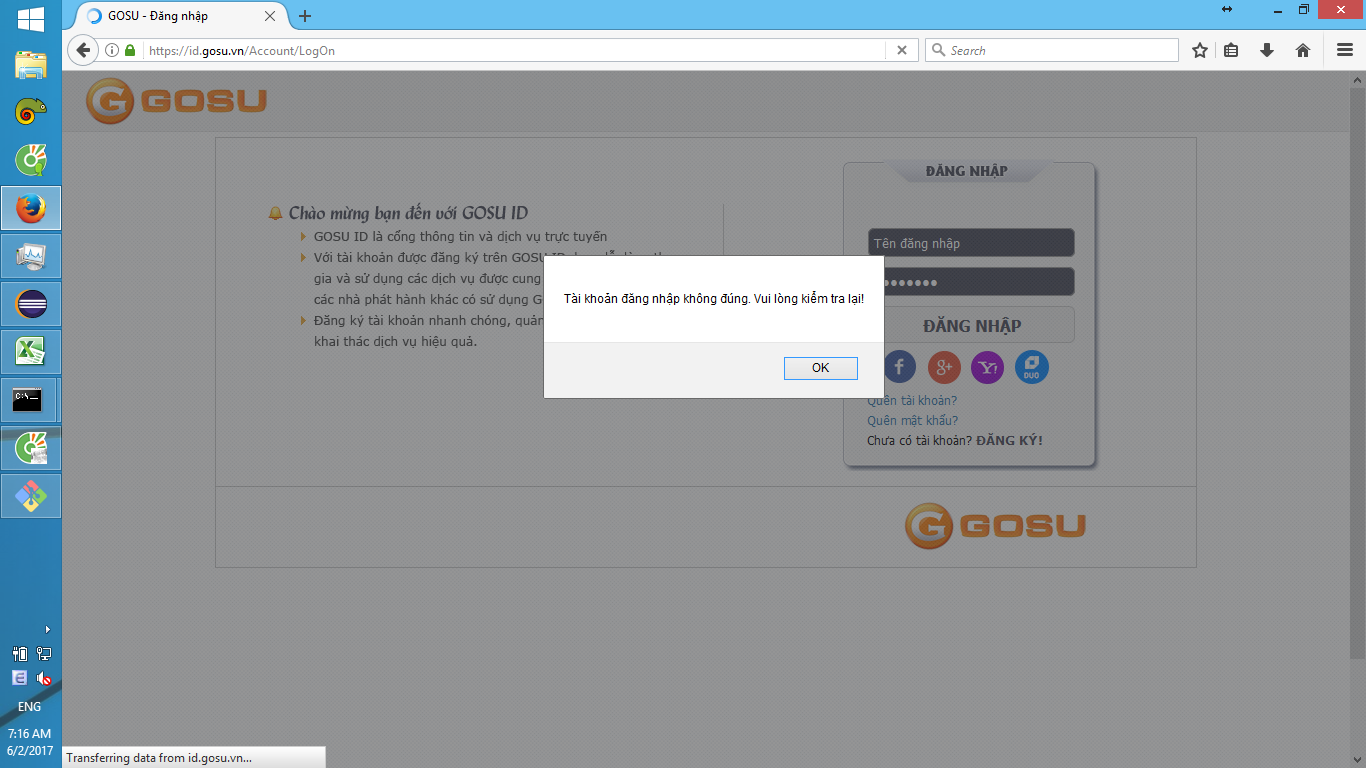 GOSU - Đăng nhập
https://id.gosu.vn/Account/LogOn
Search
GOSU
ĐĂNG NHẬP
Chào mừng bạn đến với GOSU ID
GOSU ID là cổng thông tin và dịch vụ trực tuyến
Với tài khoản được đăng ký trên GOSU ID
gia và sử dụng các dịch vụ được cung
các nhà phát hành khác có sử dụng G
Đăng ký tài khoản nhanh chóng, quản
khai thác dịch vụ hiệu quả.
Tên đăng nhập
Tài khoản đăng nhập không đúng. Vui lòng kiểm tra lại!
OK
ĐĂNG NHẬP
f
g+
Y!
DUO
Quên tài khoản?
Quên mật khẩu?
Chưa có tài khoản? ĐĂNG KÝ!
GOSU
C:\_
ENG
7:16 AM
6/2/2017
Transferring data from id.gosu.vn...